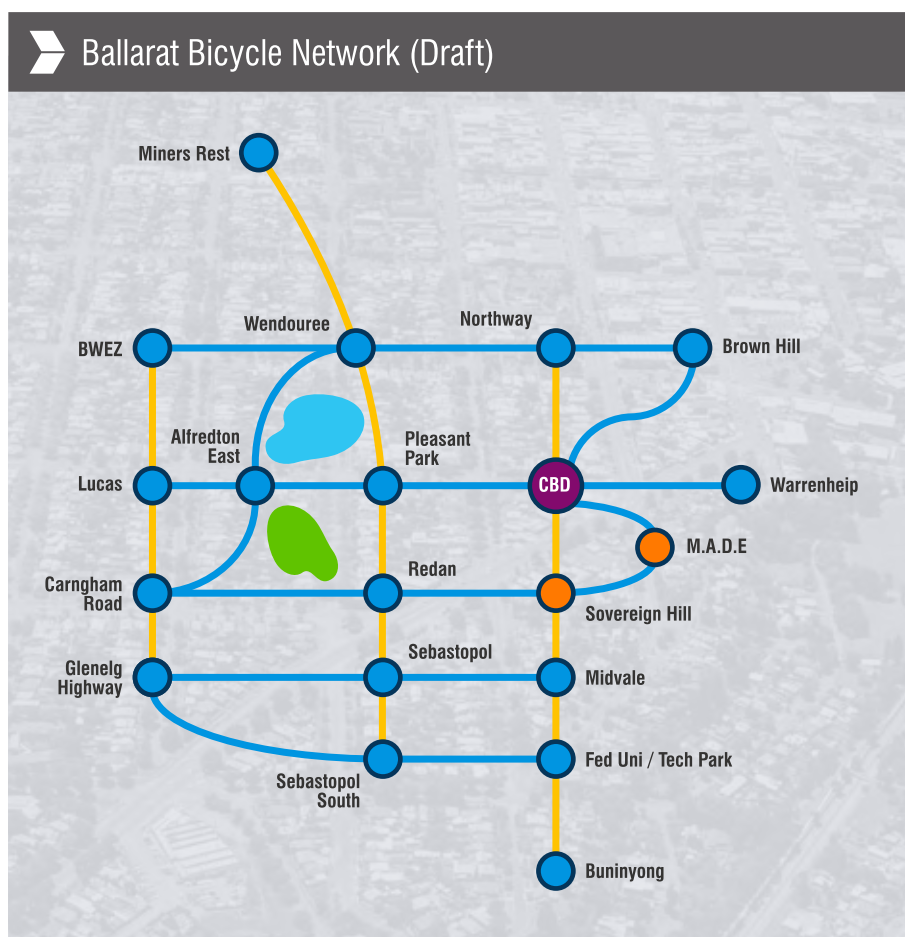 Ballarat Bicycle Network (Draft)
Miners Rest
Wendouree
Northway
BWEZ
Brown Hill
Alfredton
East
Pleasant
Park
Lucas
CBD
Warrenheip
M.A.D.E
Carngham
Road
Redan
Sovereign Hill
Glenelg
Highway
Sebastopol
Midvale
Sebastopol
South
Fed Uni / Tech Park
Buninyong